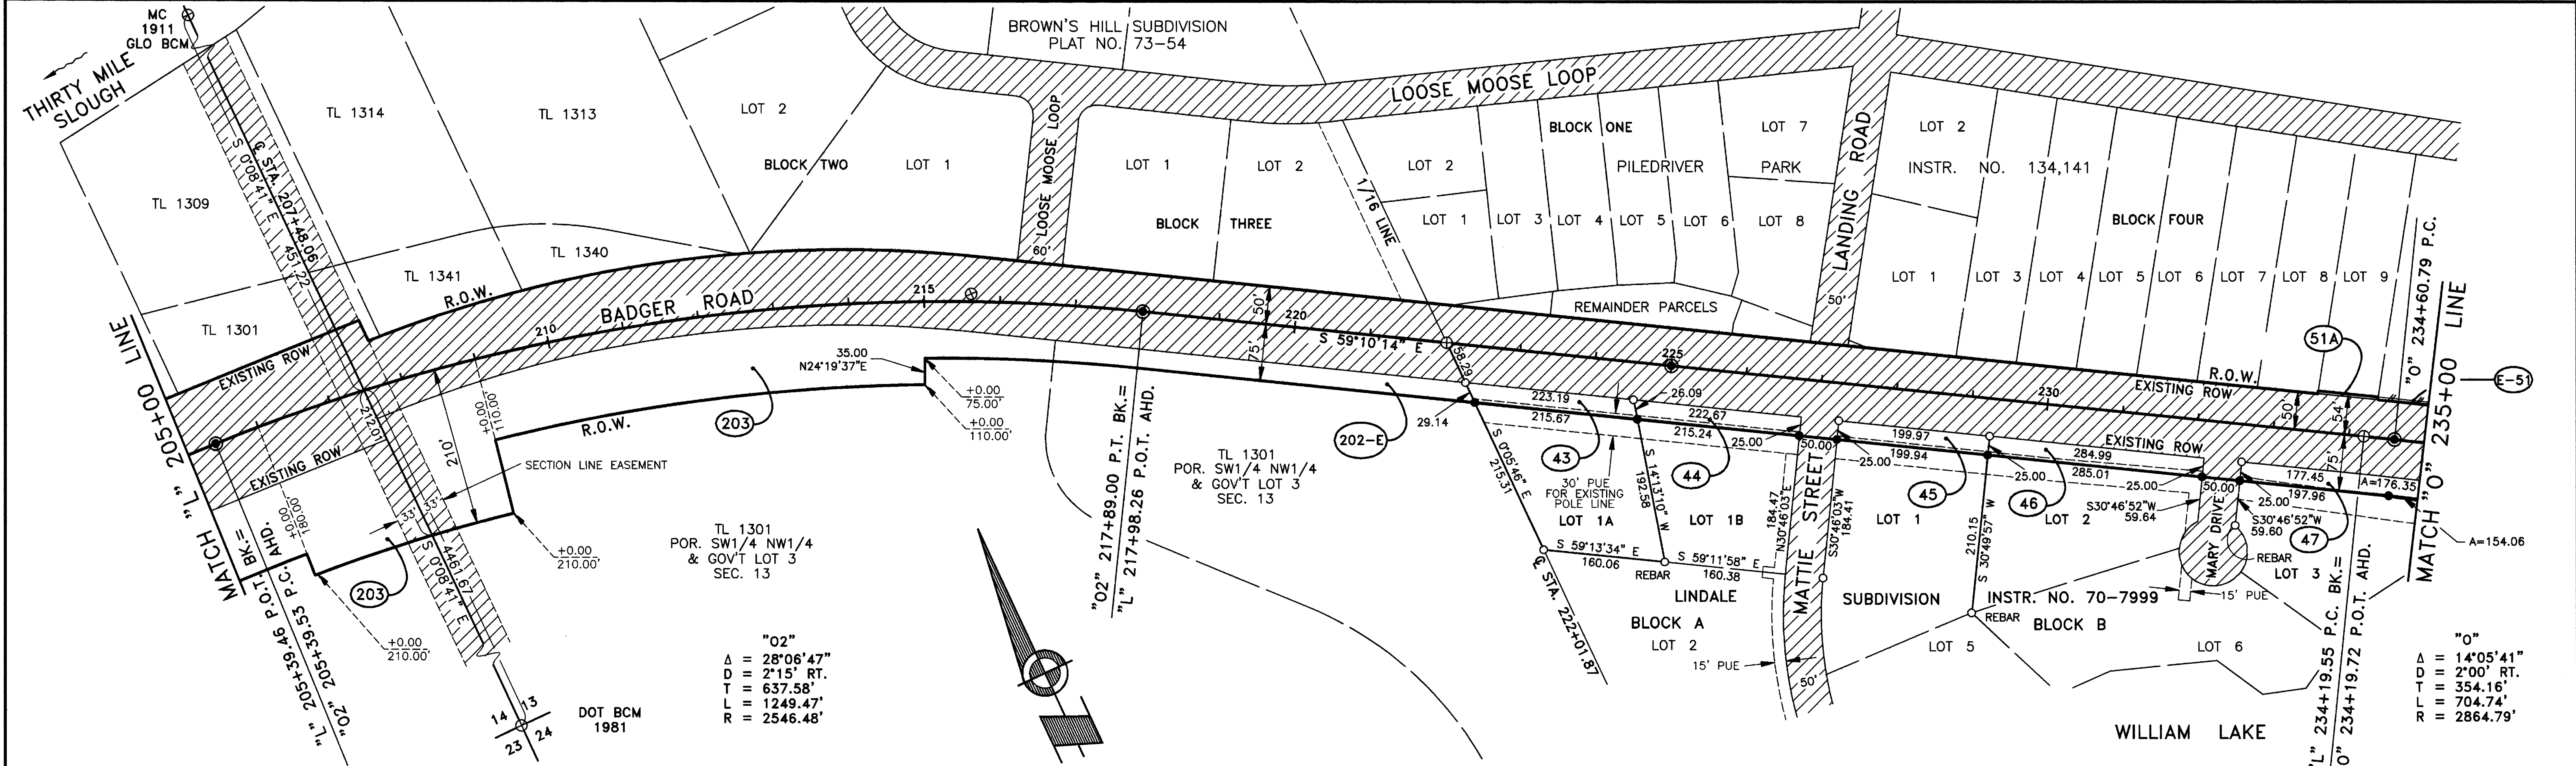 MC
1911
GLO BCM
THIRTY MILE
SLOUGH
BROWN'S HILL SUBDIVISION
PLAT NO. 73-54
TL 1314
TL 1313
LOT 2
BLOCK TWO
LOT 1
LOOSE MOOSE LOOP
60'
LOOSE MOOSE LOOP
LOT 1
LOT 2
BLOCK THREE
1/16 LINE
LOT 2
LOT 1
BLOCK ONE
LOT 3
LOT 4
LOT 5
LOT 6
PILEDRIVER
PARK
LOT 7
LOT 8
REMAINDER PARCELS
LANDING ROAD
50'
LOT 2
INSTR. NO. 134,141
BLOCK FOUR
LOT 1
LOT 3
LOT 4
LOT 5
LOT 6
LOT 7
LOT 8
LOT 9
"O" 234+60.79 P.C.
51A
E-51
MATCH "O" 235+00 LINE
TL 1309
TL 1301
TL 1341
TL 1340
℄ STA. 207+48.06
S 0°08'41" E
451.22
R.O.W.
BADGER ROAD
EXISTING ROW
EXISTING ROW
MATCH "L" 205+00 LINE
210
215
220
225
230
50'
75'
S 59°10'14" E
58.29
35.00
N24°19'37"E
+0.00
75.00'
+0.00
110.00'
203
R.O.W.
+0.00
110.00'
210'
212.01
SECTION LINE EASEMENT
33'
33'
+0.00
180.00'
+0.00
210.00'
203
+0.00
210.00'
S 0°08'41" E
4461.67
TL 1301
POR. SW1/4 NW1/4
& GOV'T LOT 3
SEC. 13
"L" 205+39.46 P.O.T. BK.=
"O2" 205+39.53 P.C. AHD.
14
13
23
24
DOT BCM
1981
"O2"
Δ = 28°06'47"
D = 2°15' RT.
T = 637.58'
L = 1249.47'
R = 2546.48'
"O2" 217+89.00 P.T. BK.=
"L" 217+98.26 P.O.T. AHD.
TL 1301
POR. SW1/4 NW1/4
& GOV'T LOT 3
SEC. 13
202-E
29.14
223.19
215.67
26.09
222.67
215.24
25.00
50.00
25.00
43
44
30' PUE
FOR EXISTING
POLE LINE
S 0°05'46" E
215.31
S 14°13'10" W
192.58
LOT 1A
LOT 1B
S 59°13'34" E
160.06
S 59°11'58" E
160.38
REBAR
℄ STA. 222+01.87
LINDALE
BLOCK A
LOT 2
15' PUE
50'
MATTIE STREET
N30°46'03"E
184.47
S30°46'03"W
184.41
199.97
199.94
45
46
25.00
284.99
285.01
25.00
EXISTING ROW
R.O.W.
EXISTING ROW
50'
54'
75'
LOT 1
LOT 2
210.15
S 30°49'57" W
SUBDIVISION
INSTR. NO. 70-7999
REBAR
BLOCK B
LOT 5
LOT 6
50.00
177.45
A=176.35
25.00
197.96
S30°46'52"W
59.64
S30°46'52"W
59.60
47
REBAR
LOT 3
MARY DRIVE
15' PUE
A=154.06
"L" 234+19.55 P.C. BK.=
"O" 234+19.72 P.O.T. AHD.
"O"
Δ = 14°05'41"
D = 2°00' RT.
T = 354.16'
L = 704.74'
R = 2864.79'
WILLIAM LAKE